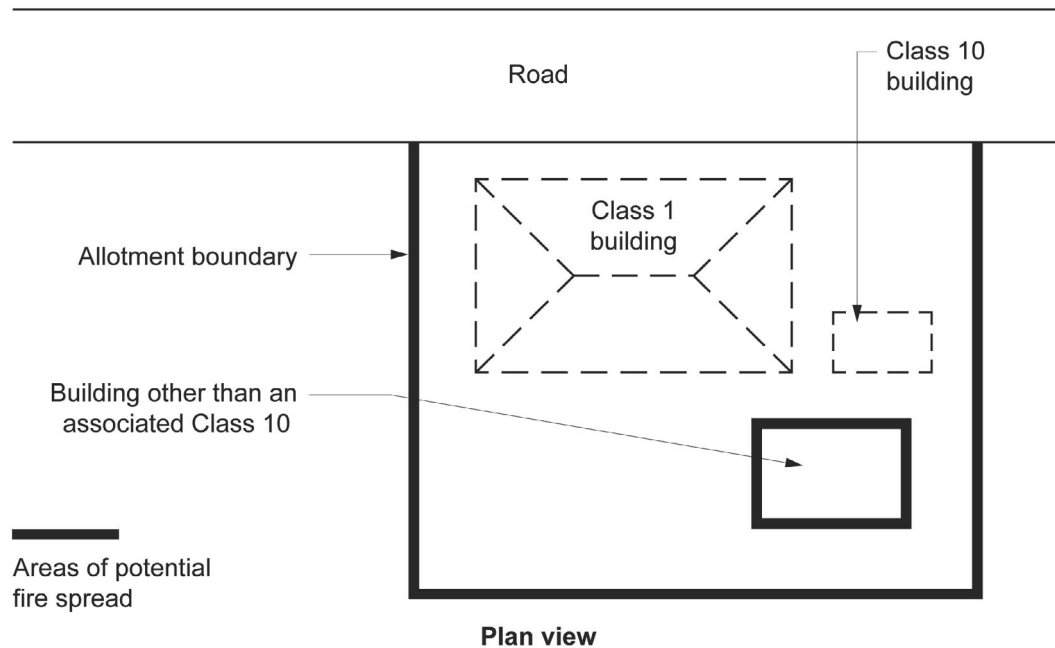 Road
Class 10
building
Class 1
building
Allotment boundary
Building other than an
associated Class 10
Areas of potential
fire spread
Plan view